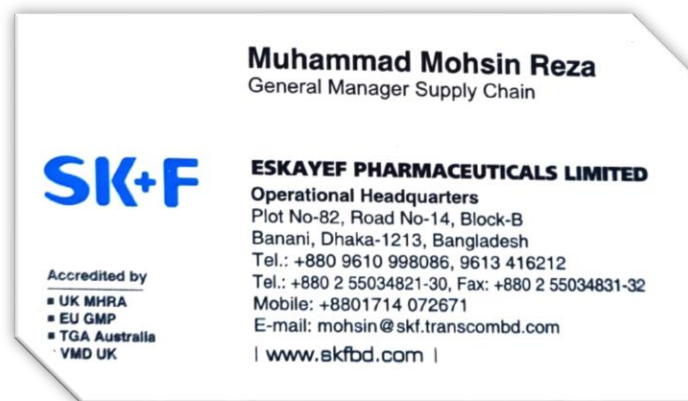 Muhammad Mohsin Reza
General Manager Supply Chain
SK+F
ESKAYEF PHARMACEUTICALS LIMITED
Operational Headquarters
Plot No-82, Road No-14, Block-B
Banani, Dhaka-1213, Bangladesh
Tel.: +880 9610 998086, 9613 416212
Tel.: +880 2 55034821-30, Fax: +880 2 55034831-32
Mobile: +8801714 072671
E-mail: mohsin@skf.transcombd.com
| www.skfbd.com |
Accredited by
▪ UK MHRA
▪ EU GMP
▪ TGA Australia
VMD UK